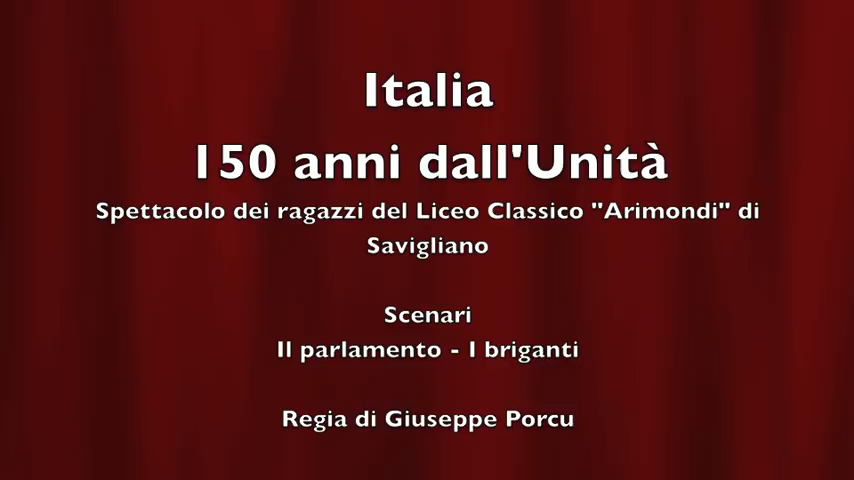 Italia
150 anni dall'Unità
Spettacolo dei ragazzi del Liceo Classico "Arimondi" di
Savigliano
Scenari
Il parlamento - I briganti
Regia di Giuseppe Porcu